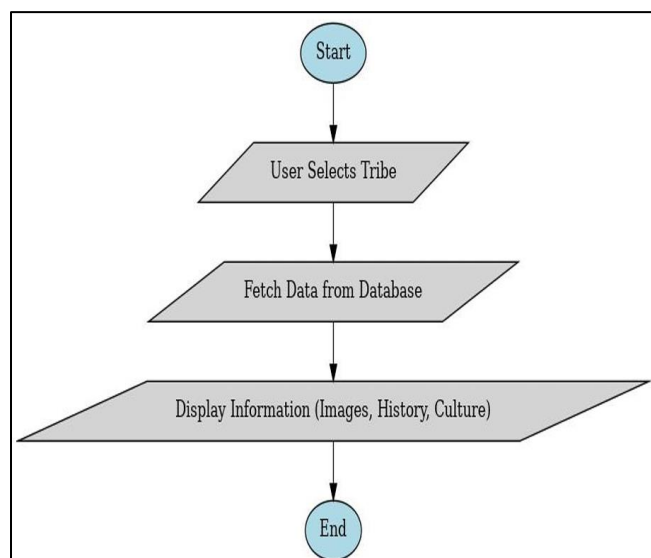 Start
User Selects Tribe
Fetch Data from Database
Display Information (Images, History, Culture)
End